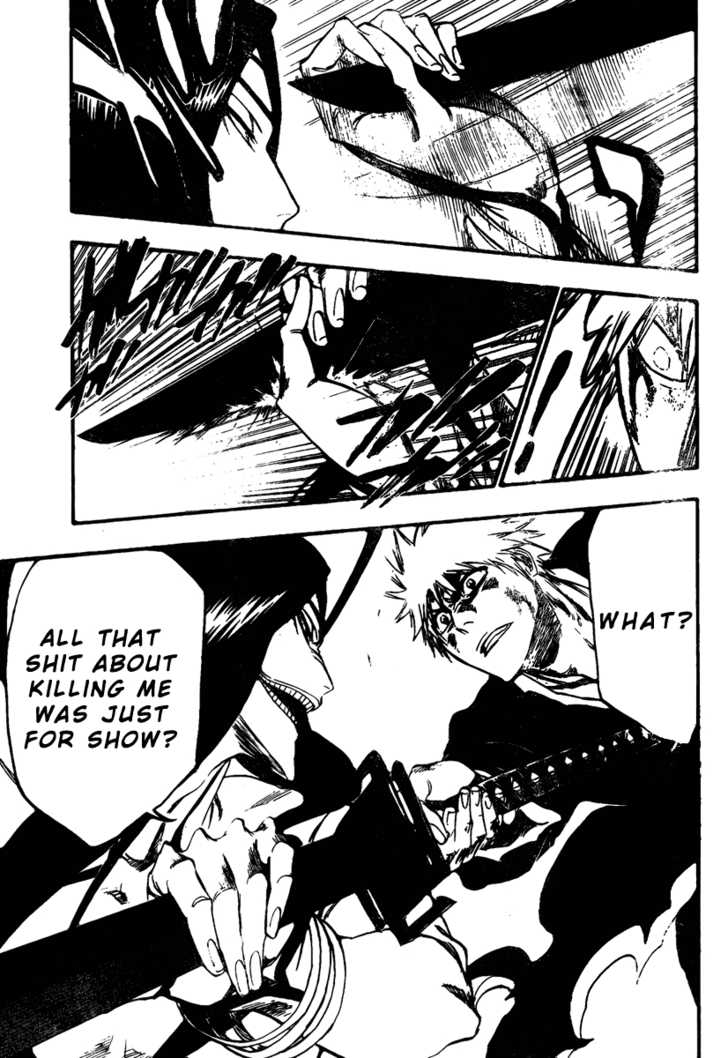 WHAT?
ALL THAT
SHIT ABOUT
KILLING ME
WAS JUST
FOR SHOW?